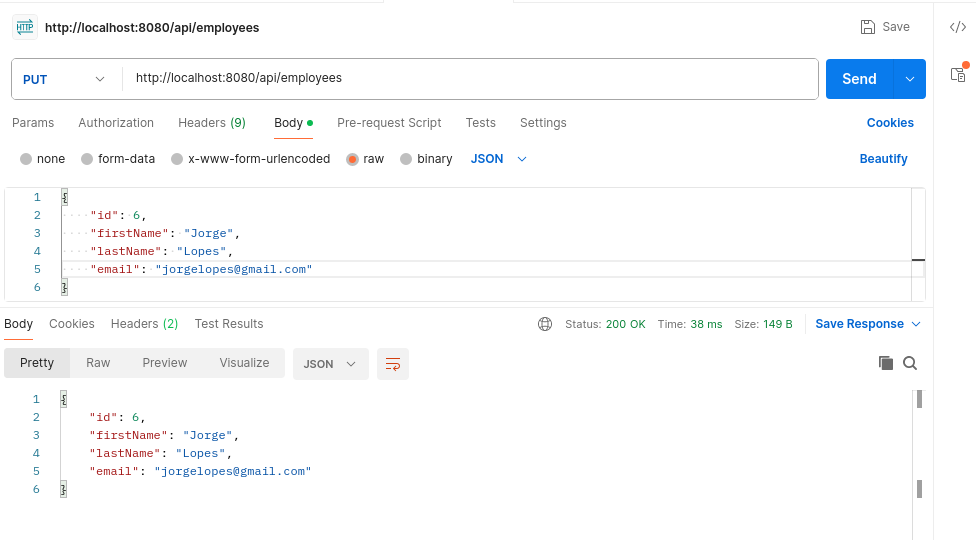 HTTP http://localhost:8080/api/employees Save </>
PUT http://localhost:8080/api/employees Send
Params Authorization Headers (9) Body Pre-request Script Tests Settings Cookies
none form-data x-www-form-urlencoded raw binary JSON Beautify
1 {
2 "id": 6,
3 "firstName": "Jorge",
4 "lastName": "Lopes",
5 "email": "jorgelopes@gmail.com"
6 }
Body Cookies Headers (2) Test Results Status: 200 OK Time: 38 ms Size: 149 B Save Response
Pretty Raw Preview Visualize JSON
1 {
2 "id": 6,
3 "firstName": "Jorge",
4 "lastName": "Lopes",
5 "email": "jorgelopes@gmail.com"
6 }